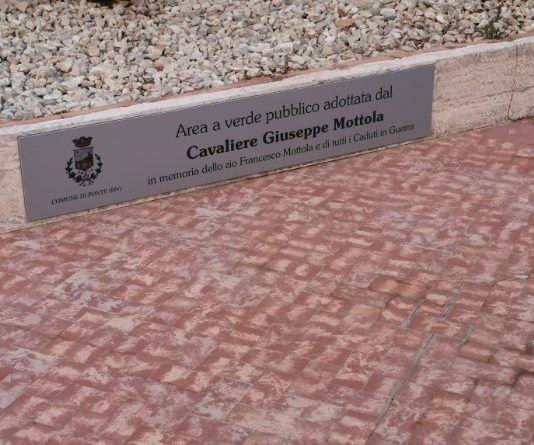 Area a verde pubblico adottata dal
Cavaliere Giuseppe Mottola
in memoria dello zio Francesco Mottola e di tutti i Caduti in Guerra
COMUNE DI PONTE (BN)